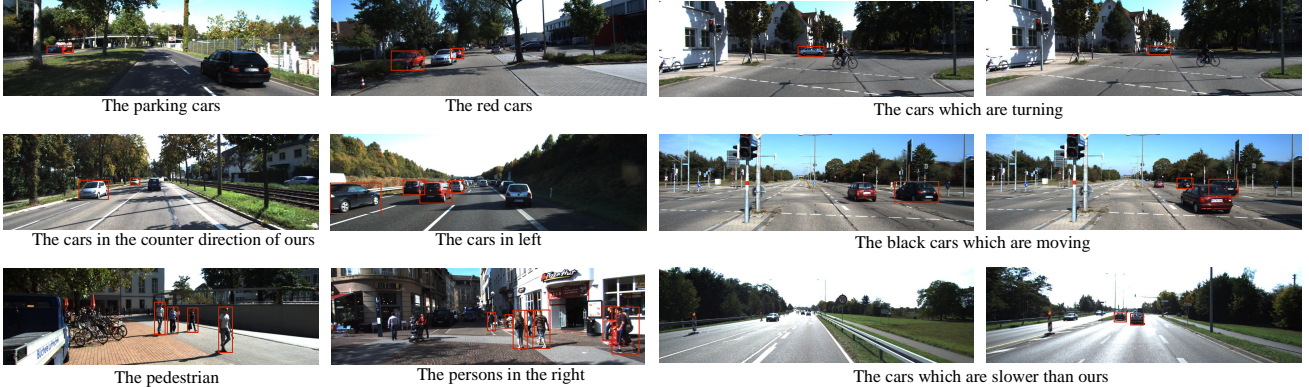 The parking cars
The red cars
The cars which are turning
The cars in the counter direction of ours
The cars in left
The black cars which are moving
The pedestrian
The persons in the right
The cars which are slower than ours